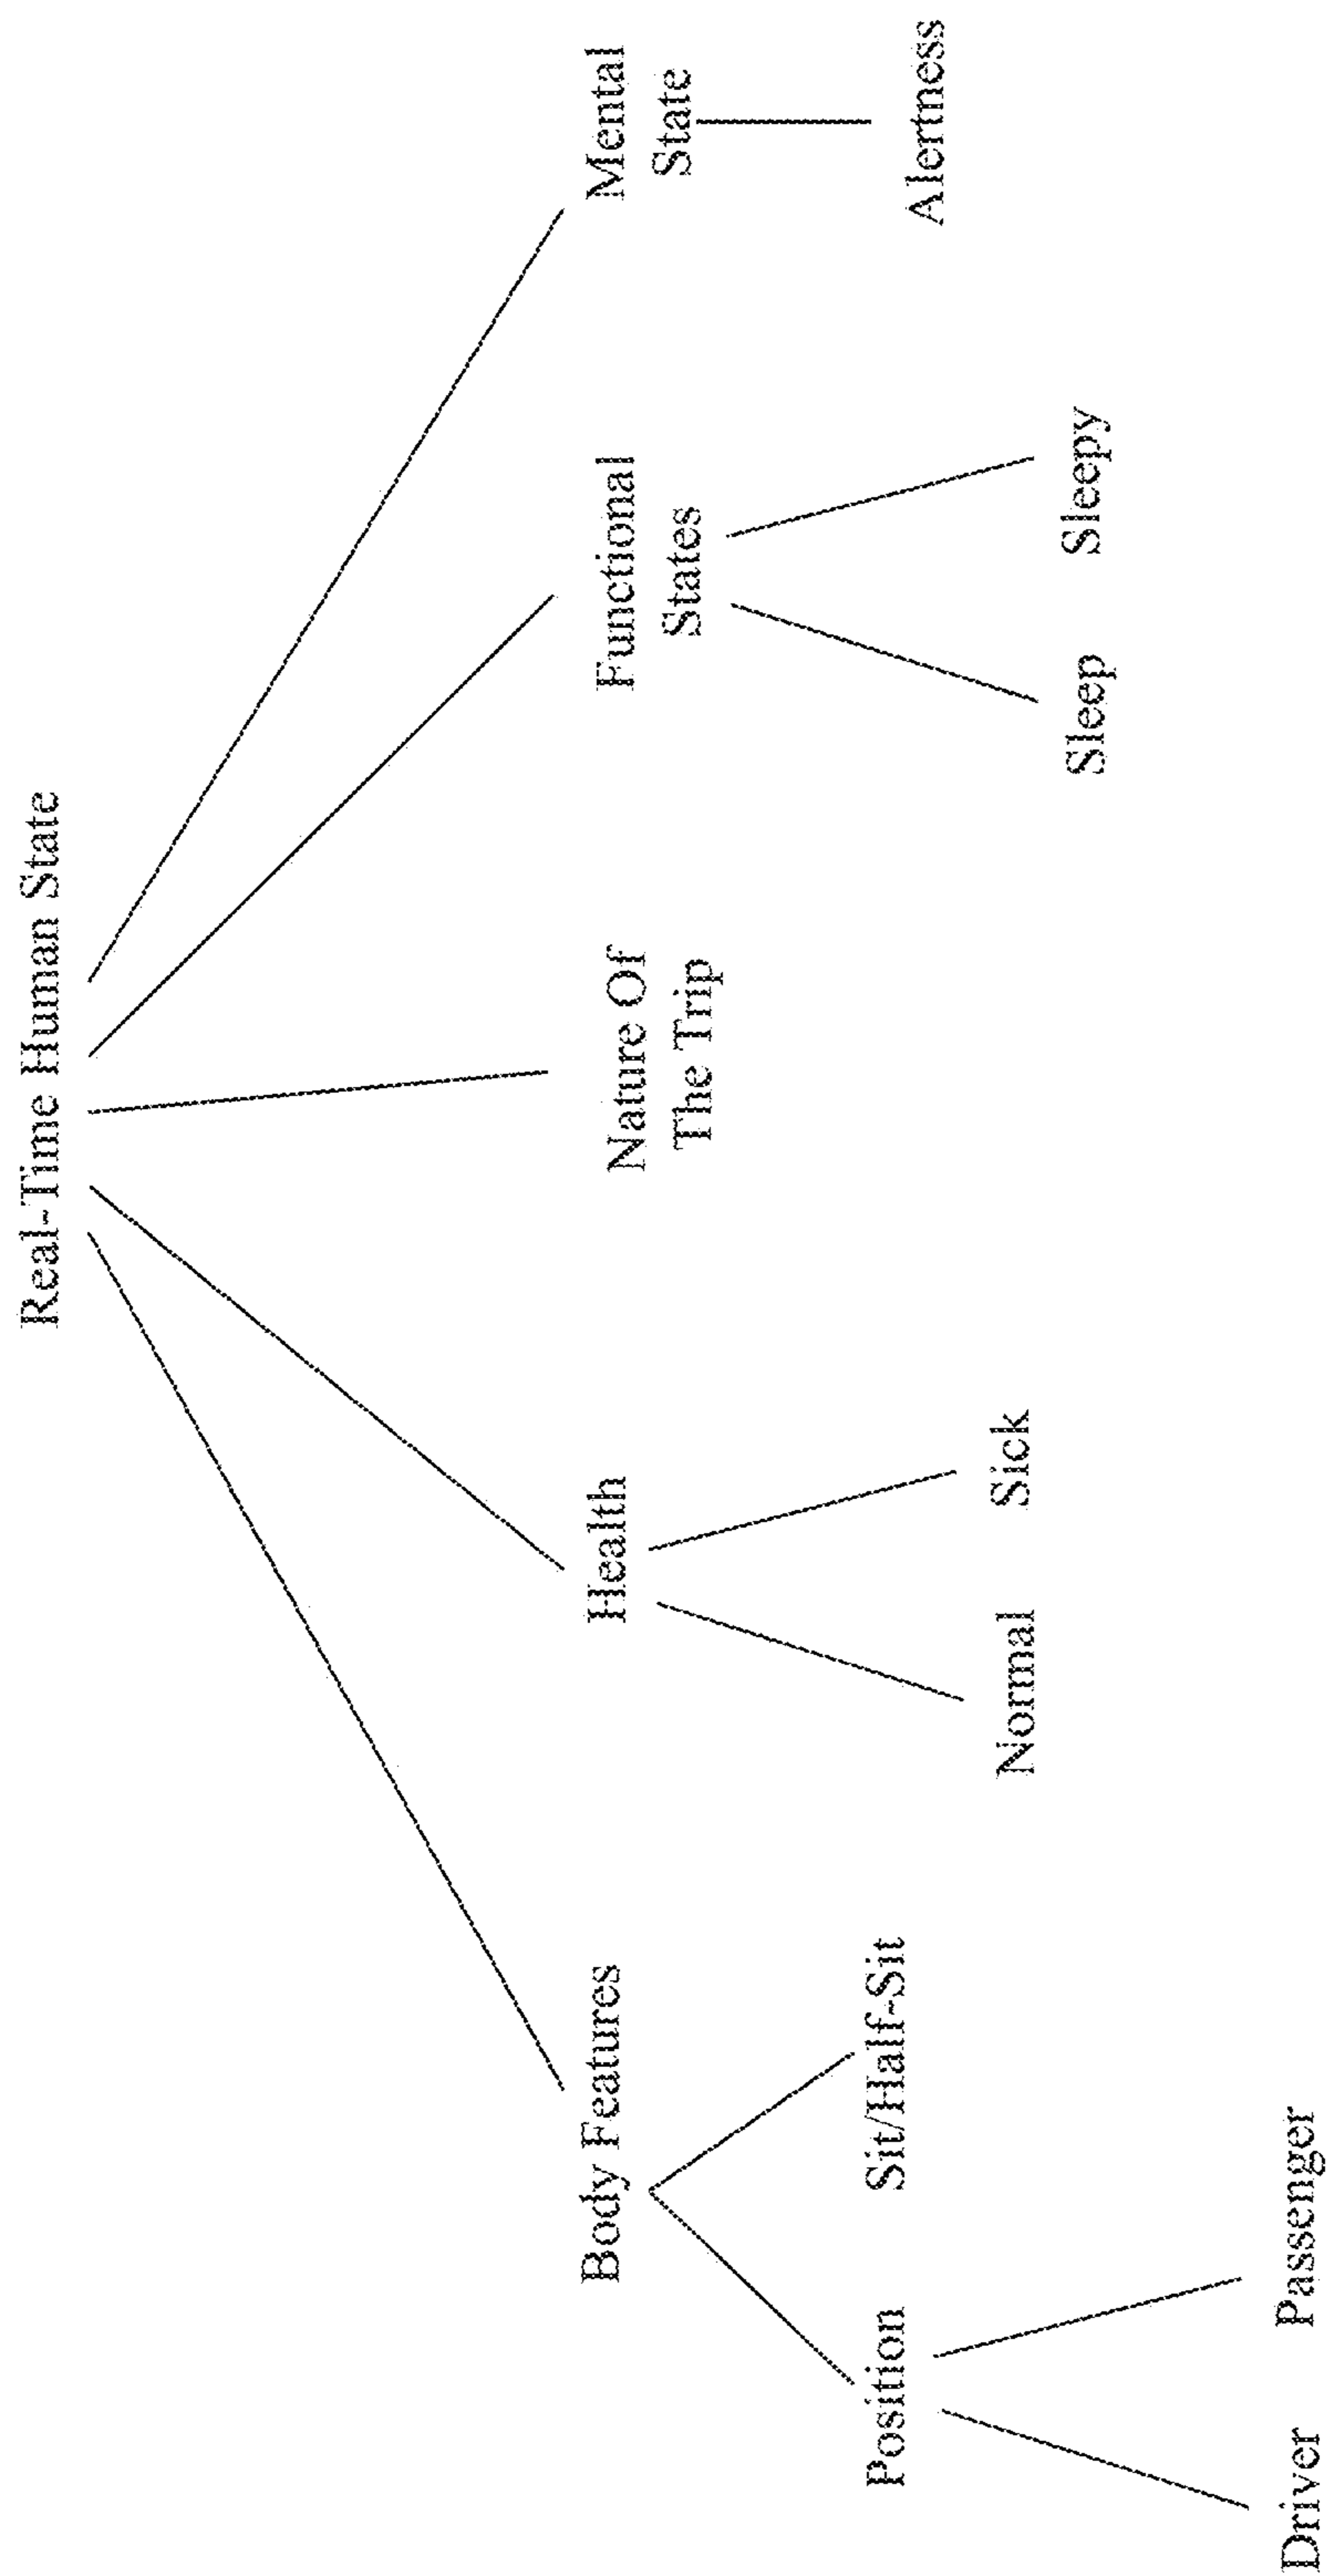 Real-Time Human State
Body Features
Health
Nature Of
The Trip
Functional
States
Mental
State
Position
Sit/Half-Sit
Normal
Sick
Sleep
Sleepy
Alertness
Driver
Passenger